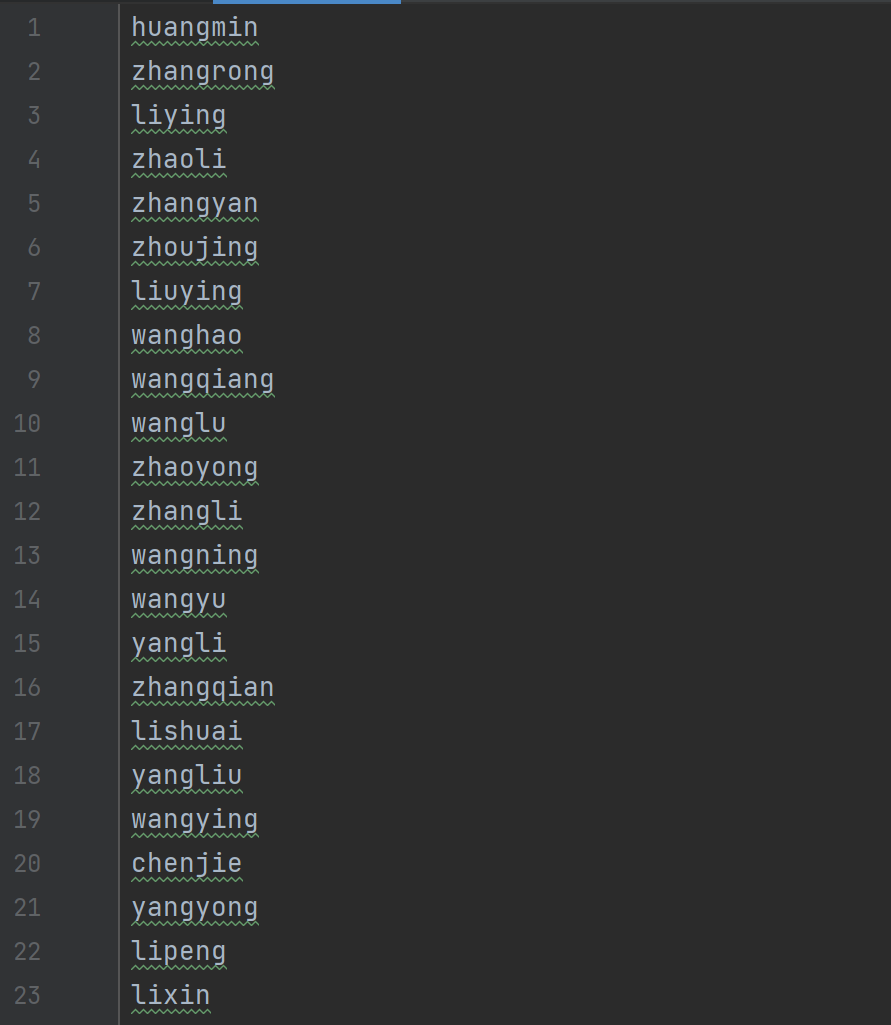 1 huangmin
2 zhangrong
3 liying
4 zhaoli
5 zhangyan
6 zhoujing
7 liuying
8 wanghao
9 wangqiang
10 wanglu
11 zhaoyong
12 zhangli
13 wangning
14 wangyu
15 yangli
16 zhangqian
17 lishuai
18 yangliu
19 wangying
20 chenjie
21 yangyong
22 lipeng
23 lixin